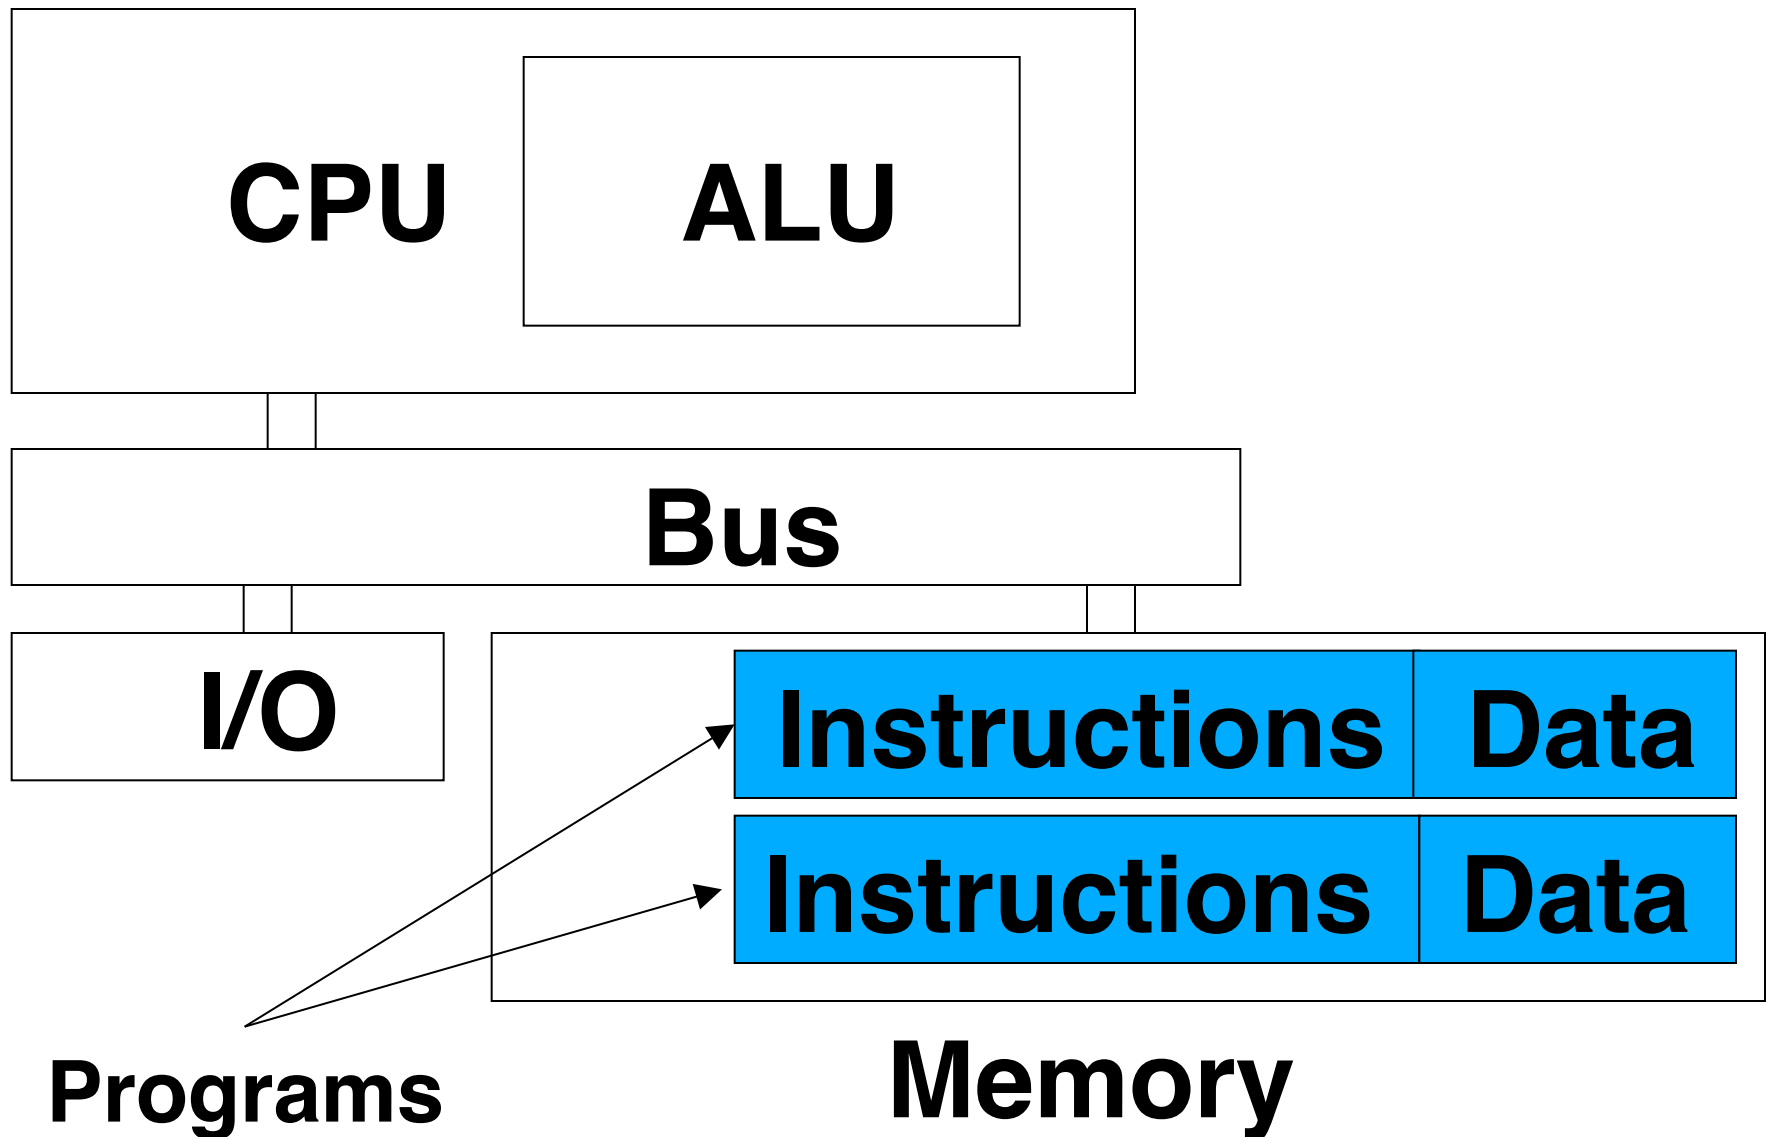 CPU ALU
Bus
I/O
Instructions Data
Instructions Data
Programs
Memory